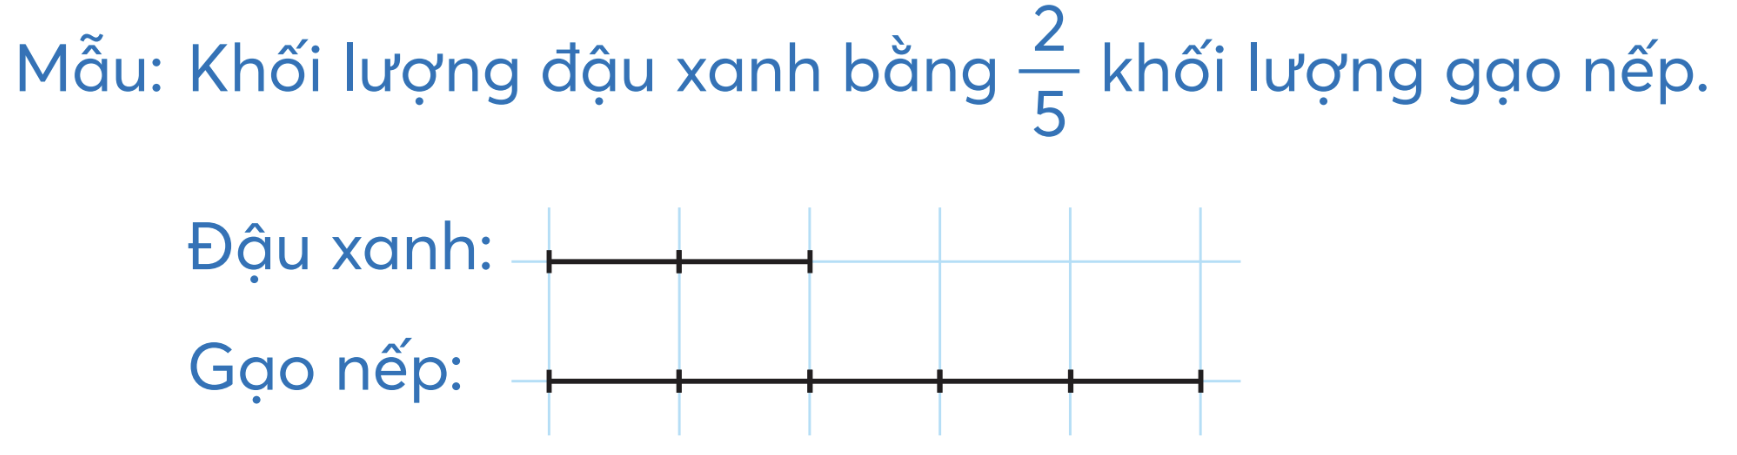 Mẫu: Khối lượng đậu xanh bằng 2/5 khối lượng gạo nếp.
Đậu xanh:
Gạo nếp: